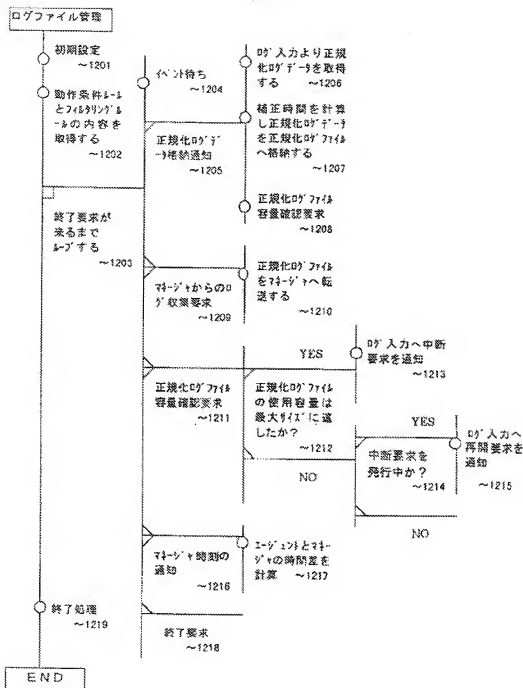 ログファイル管理
初期設定
~1201
動作条件ルール
とフィルタリングル
ールの内容を
取得する
~1202
終了要求が
来るまで
ループする
~1203
イベント待ち
~1204
正規化ログデ
ータ格納通知
~1205
ログ入力より正規
化ログデータを取得
する ~1206
補正時間を計算
し正規化ログデータ
を正規化ログファイル
へ格納する
~1207
正規化ログファイル
容量確認要求
~1208
マネージャからのロ
グ収集要求
~1209
正規化ログファイル
をマネージャへ転
送する
~1210
正規化ログファイル
容量確認要求
~1211
正規化ログファイル
の使用容量は
最大サイズに達
したか?
~1212
YES
ログ入力へ中断
要求を通知
~1213
NO
中断要求を
発行中か?
~1214
YES
ログ入力へ
再開要求を
通知
~1215
NO
マネージャ時刻の
通知
~1216
エージェントとマネー
ジャの時間差を
計算 ~1217
終了要求
~1218
終了処理
~1219
END